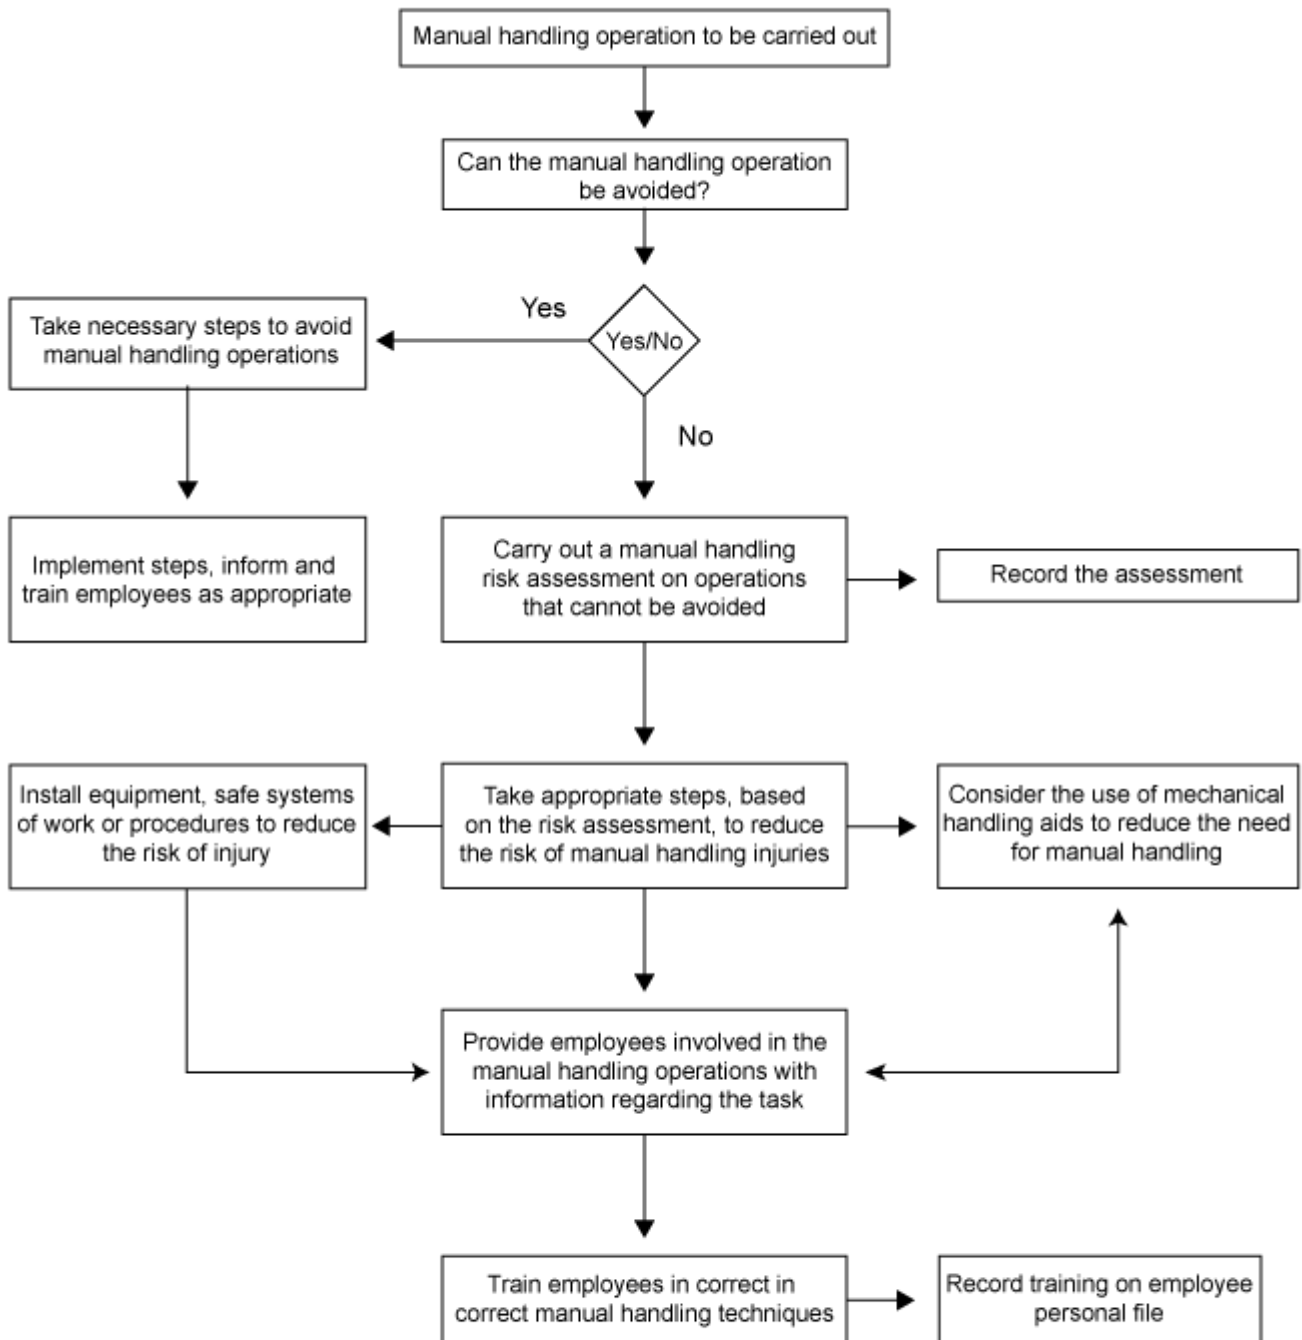 Manual handling operation to be carried out
Can the manual handling operation
be avoided?
Yes
Yes/No
Take necessary steps to avoid
manual handling operations
No
Implement steps, inform and
train employees as appropriate
Carry out a manual handling
risk assessment on operations
that cannot be avoided
Record the assessment
Install equipment, safe systems
of work or procedures to reduce
the risk of injury
Take appropriate steps, based
on the risk assessment, to reduce
the risk of manual handling injuries
Consider the use of mechanical
handling aids to reduce the need
for manual handling
Provide employees involved in the
manual handling operations with
information regarding the task
Train employees in correct in
correct manual handling techniques
Record training on employee
personal file